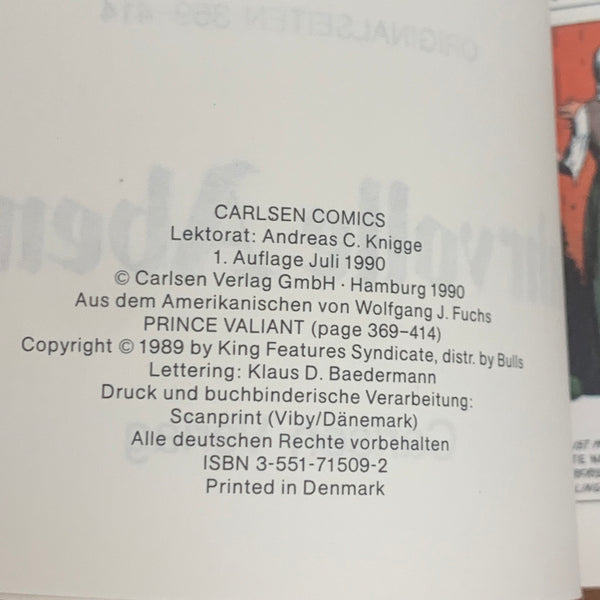 ORIGINALSEITEN 369-414
CARLSEN COMICS
Lektorat: Andreas C. Knigge
1. Auflage Juli 1990
© Carlsen Verlag GmbH · Hamburg 1990
Aus dem Amerikanischen von Wolfgang J. Fuchs
PRINCE VALIANT (page 369–414)
Copyright © 1989 by King Features Syndicate, distr. by Bulls
Lettering: Klaus D. Baedermann
Druck und buchbinderische Verarbeitung:
Scanprint (Viby/Dänemark)
Alle deutschen Rechte vorbehalten
ISBN 3-551-71509-2
Printed in Denmark